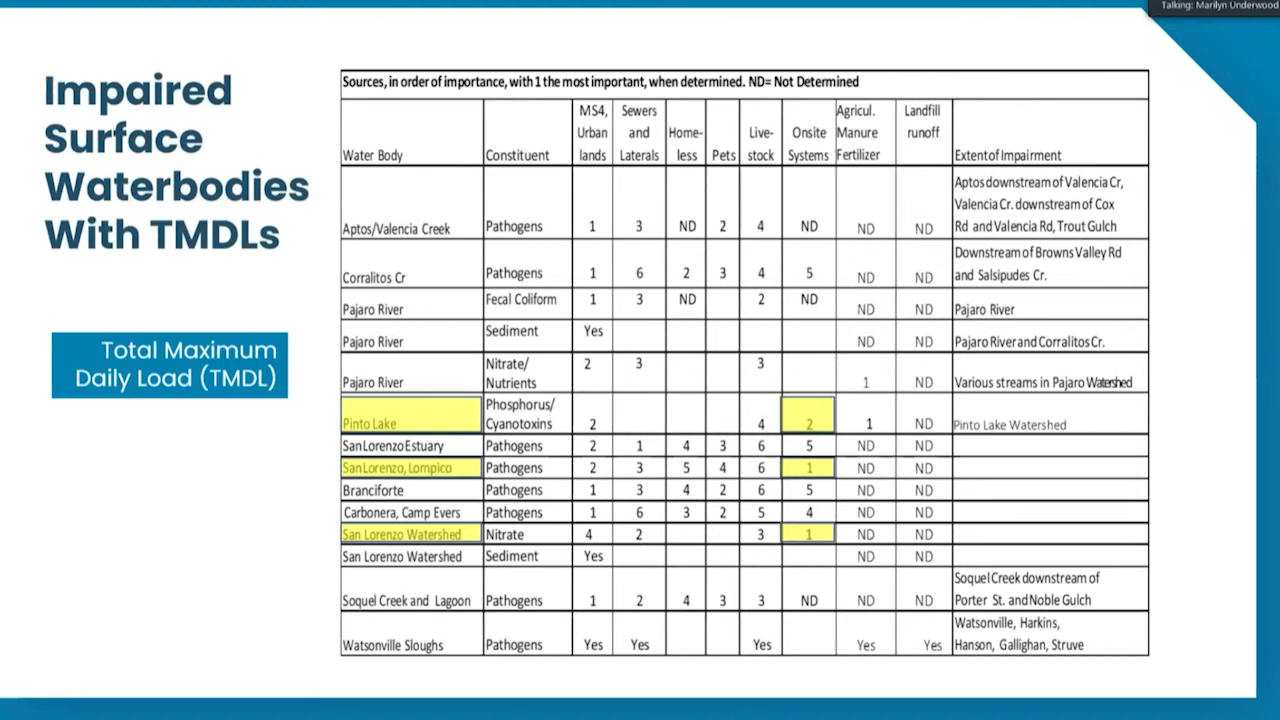 Talking: Marilyn Underwood
Impaired
Surface
Waterbodies
With TMDLs
Total Maximum
Daily Load (TMDL)
Sources, in order of importance, with 1 the most important, when determined. ND= Not Determined
Water Body Constituent MS4, Urban lands Sewers and Laterals Home-less Pets Live-stock Onsite Systems Agricul. Manure Fertilizer Landfill runoff Extent of Impairment
Aptos/Valencia Creek Pathogens 1 3 ND 2 4 ND ND ND Aptos downstream of Valencia Cr, Valencia Cr. downstream of Cox Rd and Valencia Rd, Trout Gulch
Corralitos Cr Pathogens 1 6 2 3 4 5 ND ND Downstream of Browns Valley Rd and Salsipudes Cr.
Pajaro River Fecal Coliform 1 3 ND 2 ND ND ND Pajaro River
Pajaro River Sediment Yes ND ND Pajaro River and Corralitos Cr.
Pajaro River Nitrate/ Nutrients 2 3 3 1 ND Various streams in Pajaro Watershed
Pinto Lake Phosphorus/ Cyanotoxins 2 4 2 1 ND Pinto Lake Watershed
San Lorenzo Estuary Pathogens 2 1 4 3 6 5 ND ND
San Lorenzo, Lompico Pathogens 2 3 5 4 6 1 ND ND
Branciforte Pathogens 1 3 4 2 6 5 ND ND
Carbonera, Camp Evers Pathogens 1 6 3 2 5 4 ND ND
San Lorenzo Watershed Nitrate 4 2 3 1 ND ND
San Lorenzo Watershed Sediment Yes ND ND
Soquel Creek and Lagoon Pathogens 1 2 4 3 3 ND ND ND Soquel Creek downstream of Porter St. and Noble Gulch
Watsonville Sloughs Pathogens Yes Yes Yes Yes Yes Watsonville, Harkins, Hanson, Gallighan, Struve